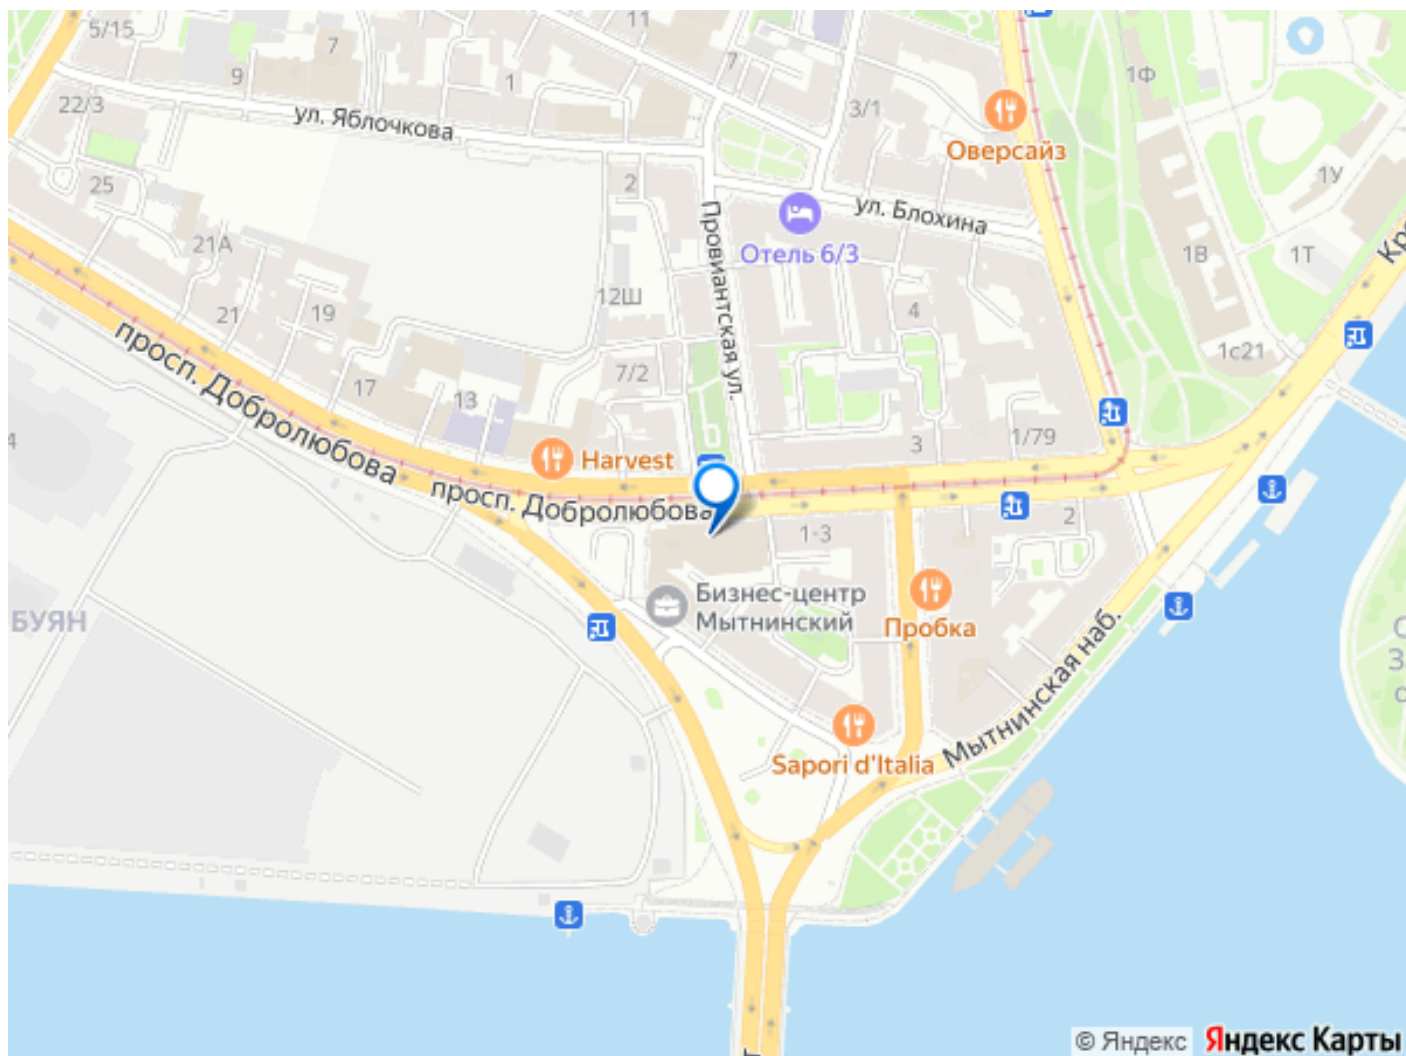 5/15
11
7
9
1
7
22/3
ул. Яблочкова
3/1
Оверсайз
1Ф
1У
25
2
ул. Блохина
Провиантская ул.
Отель 6/3
21А
1В
1Т
12Ш
21
19
4
просп. Добролюбова
7/2
1с21
17
13
Harvest
3
1/79
просп. Добролюбова
1-3
2
4
БУЯН
Бизнес-центр
Мытнинский
Пробка
Мытнинская наб.
Sapori d'Italia
© Яндекс
Яндекс Карты